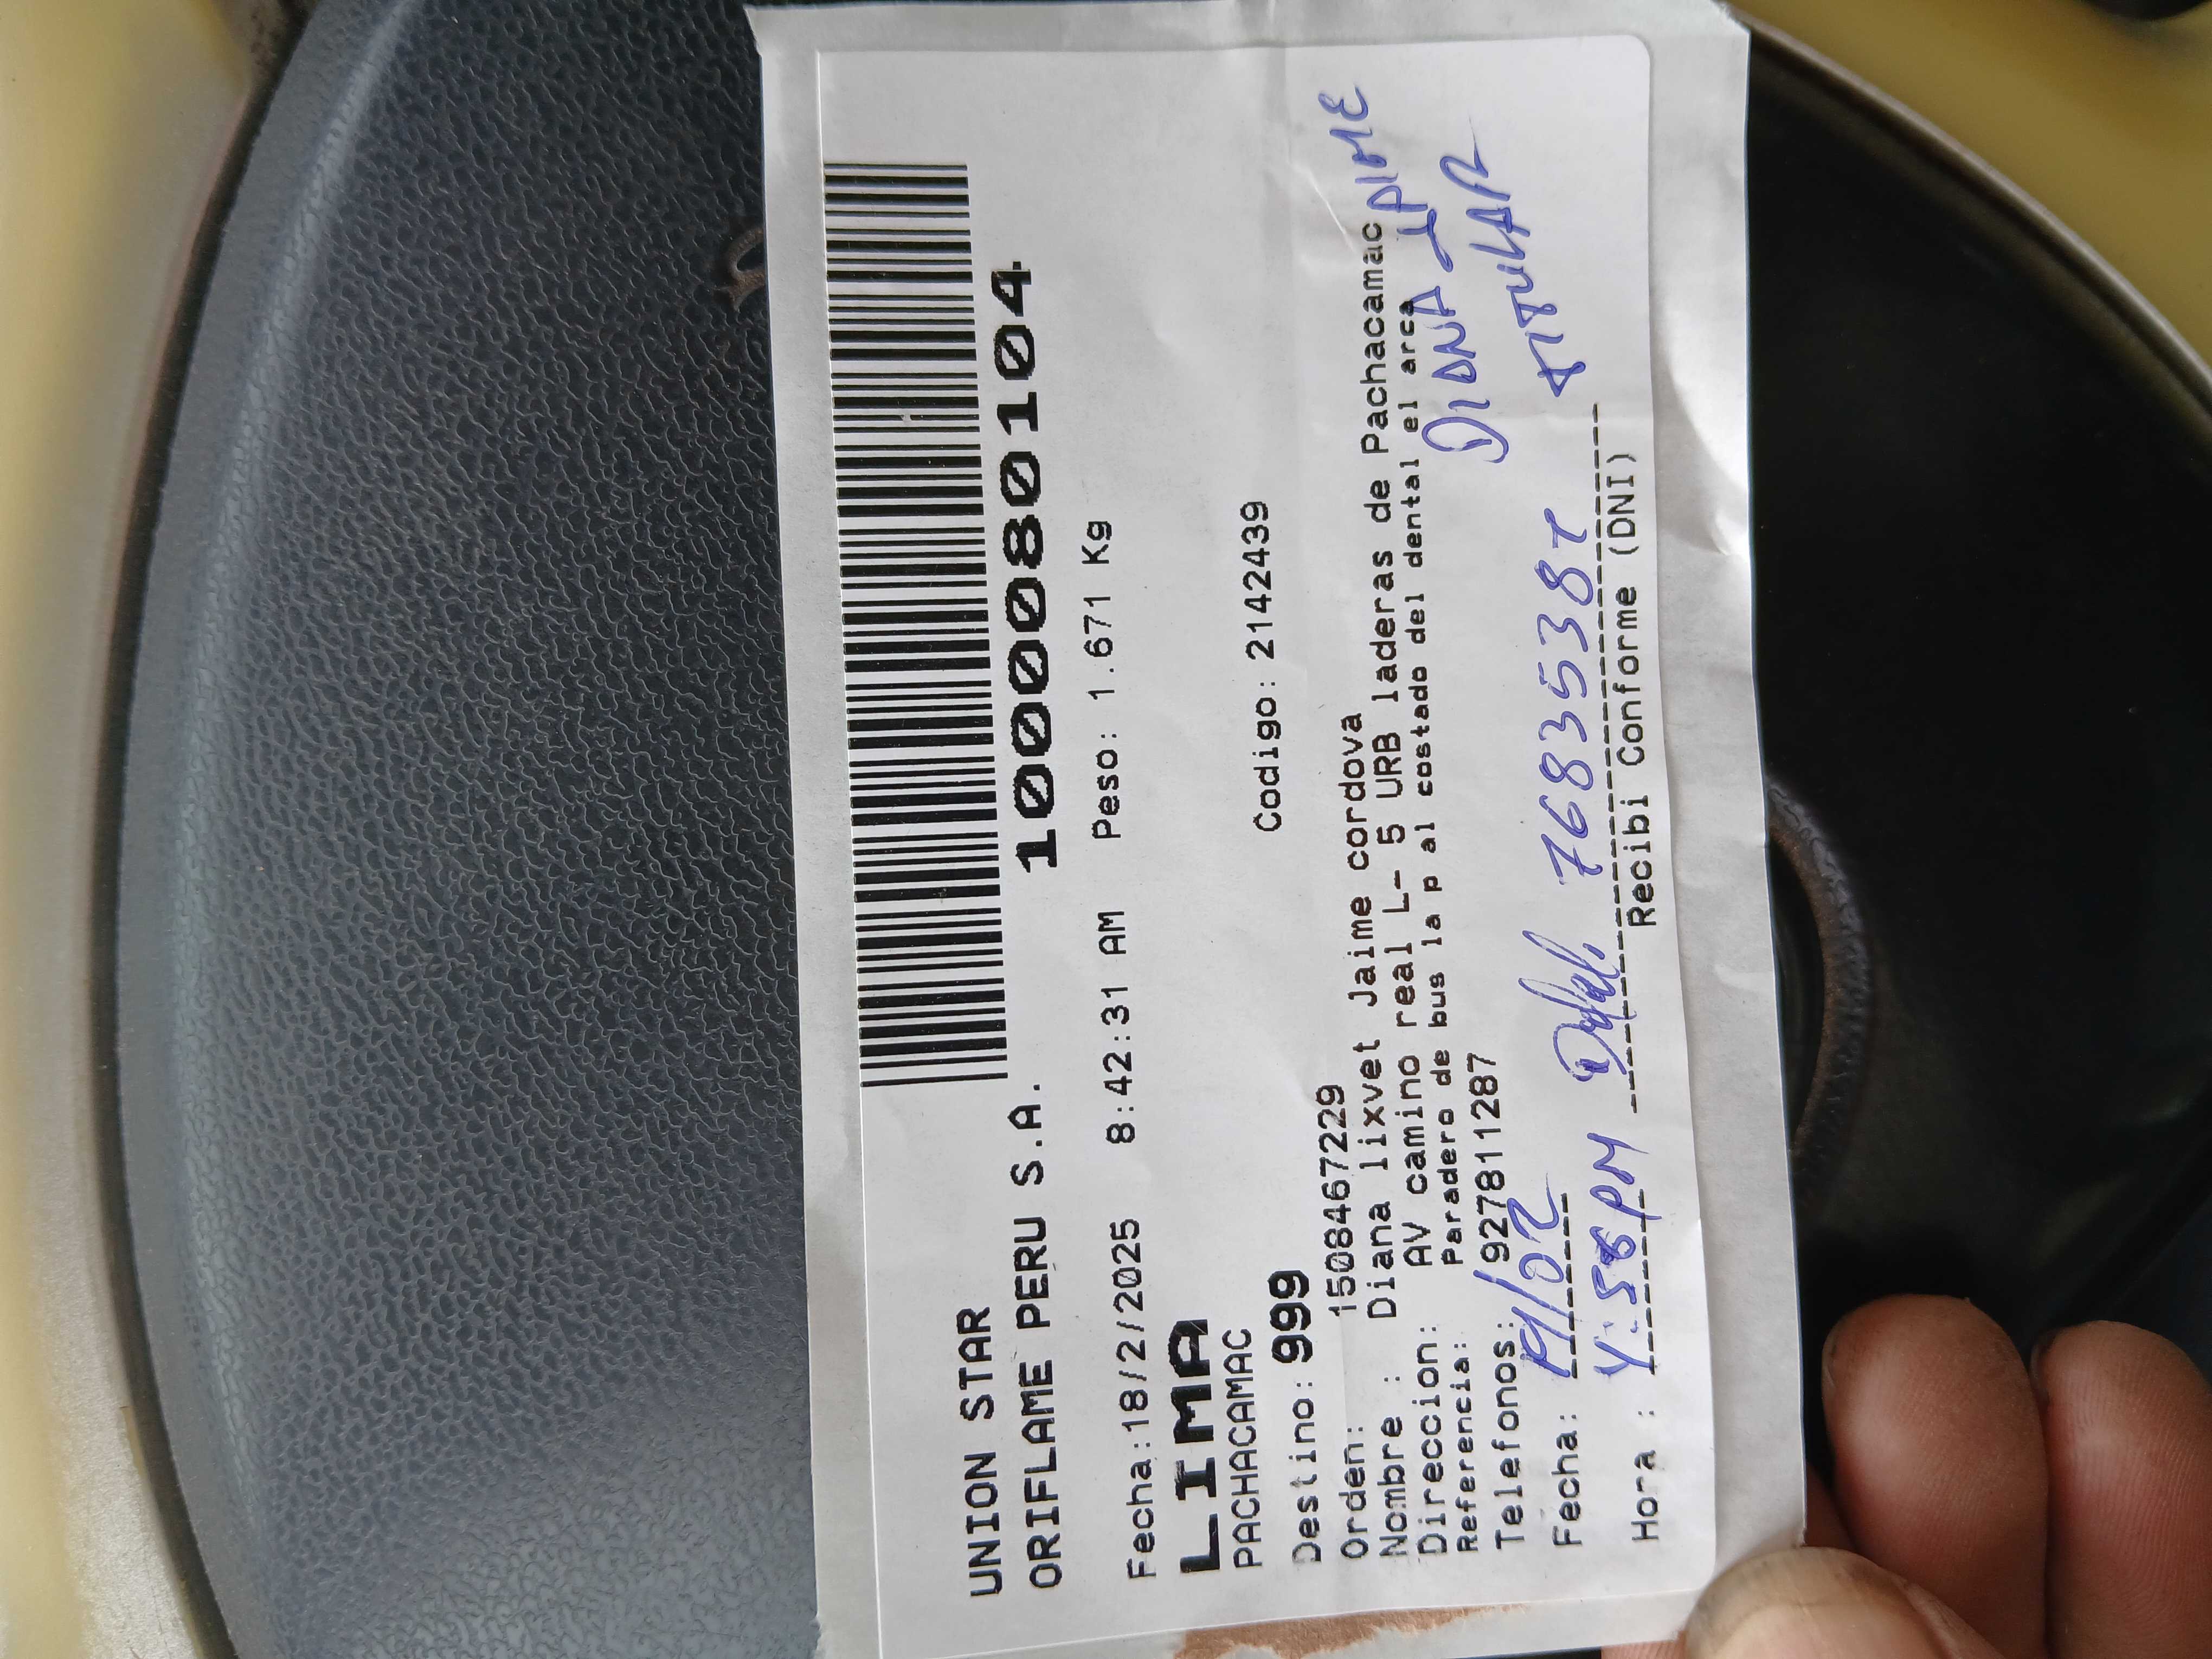 UNION STAR
ORIFLAME PERU S.A.
10000880104
Fecha:18/2/2025 8:42:31 AM Peso: 1.671 Kg
LIMA
PACHACAMAC
Codigo: 2142439
Destino: 999
Orden: 1508467229
Nombre : Diana lixvet Jaime cordova
Direccion: AV camino real L- 5 URB laderas de Pachacamac
Referencia: Paradero de bus la p al costado del dental el arca
Telefonos: 927811287
DIANA JAIME
TITULAR
Fecha: 19/02
Hora : 4:58 PM 
Recibi Conforme (DNI)